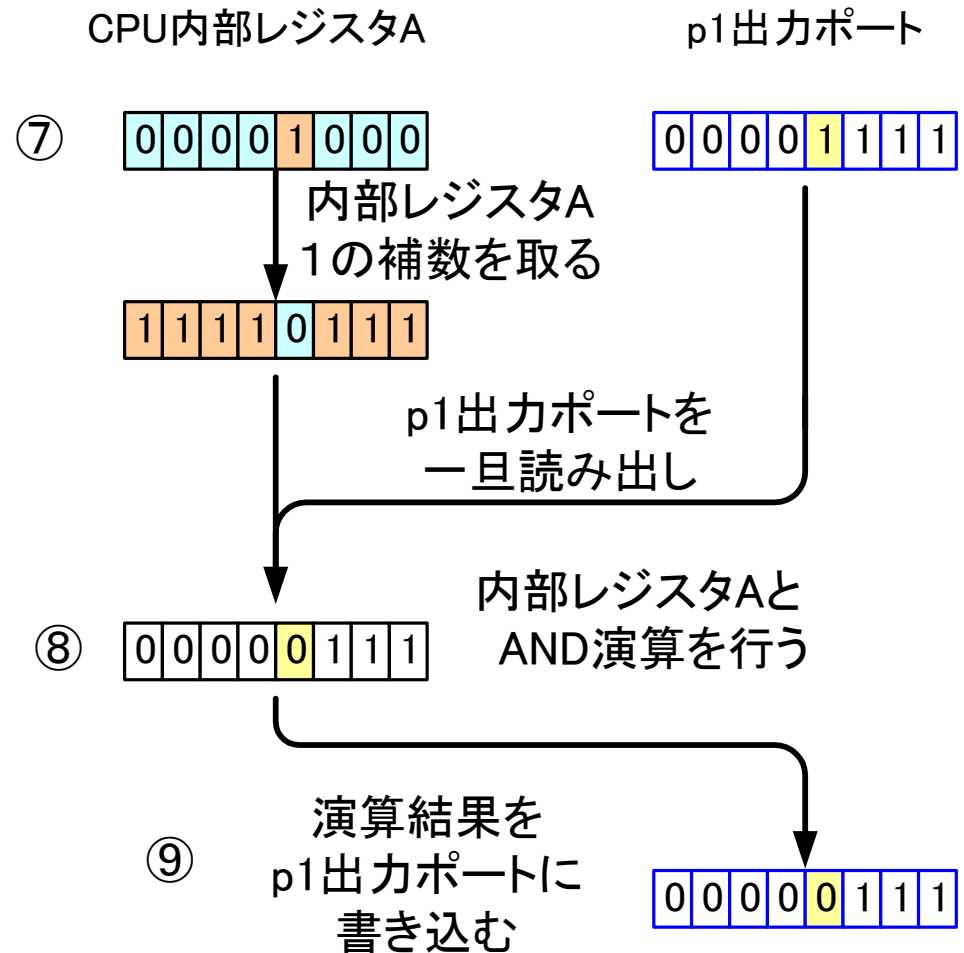 CPU内部レジスタA
p1出力ポート
⑦
0 0 0 0 1 0 0 0
0 0 0 0 1 1 1 1
内部レジスタA
１の補数を取る
1 1 1 1 0 1 1 1
p1出力ポートを
一旦読み出し
⑧
0 0 0 0 0 1 1 1
内部レジスタAと
AND演算を行う
⑨
演算結果を
p1出力ポートに
書き込む
0 0 0 0 0 1 1 1